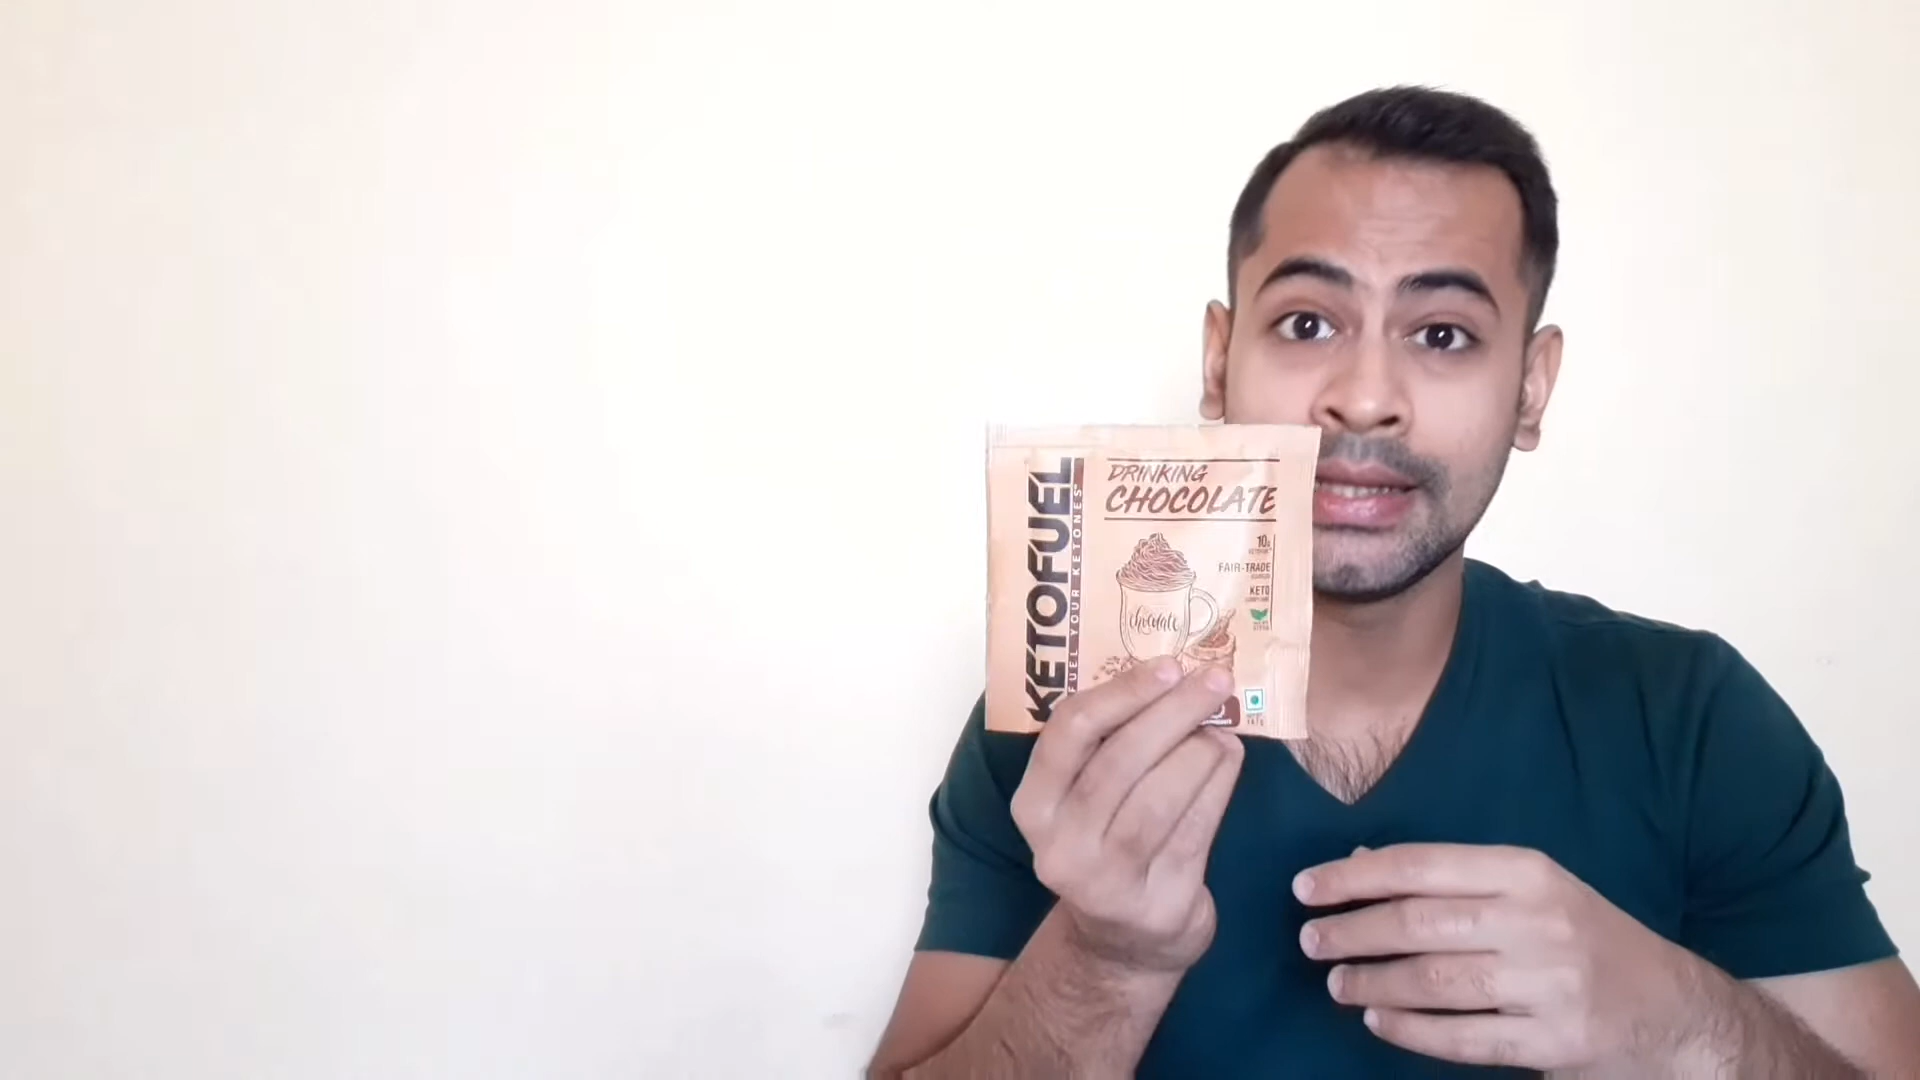 KETOFUEL
FUEL YOUR KETONES
DRINKING
CHOCOLATE
chocolate
10g
FAIR-TRADE
KETO